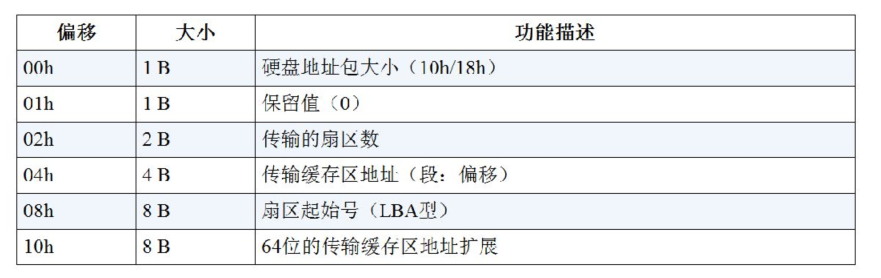 偏移 大小 功能描述
00h 1 B 硬盘地址包大小（10h/18h）
01h 1 B 保留值（0）
02h 2 B 传输的扇区数
04h 4 B 传输缓存区地址（段：偏移）
08h 8 B 扇区起始号（LBA型）
10h 8 B 64位的传输缓存区地址扩展